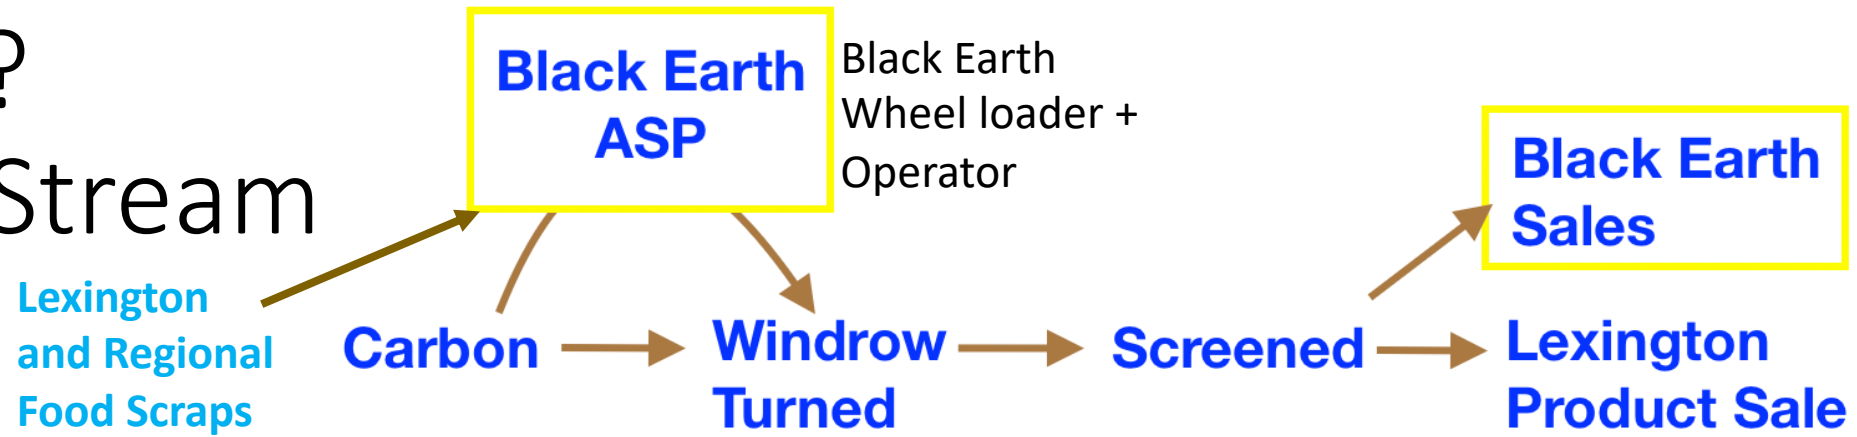 ?
Stream
Black Earth
ASP
Black Earth
Wheel loader +
Operator
Lexington
and Regional
Food Scraps
Carbon
Windrow
Turned
Screened
Black Earth
Sales
Lexington
Product Sale